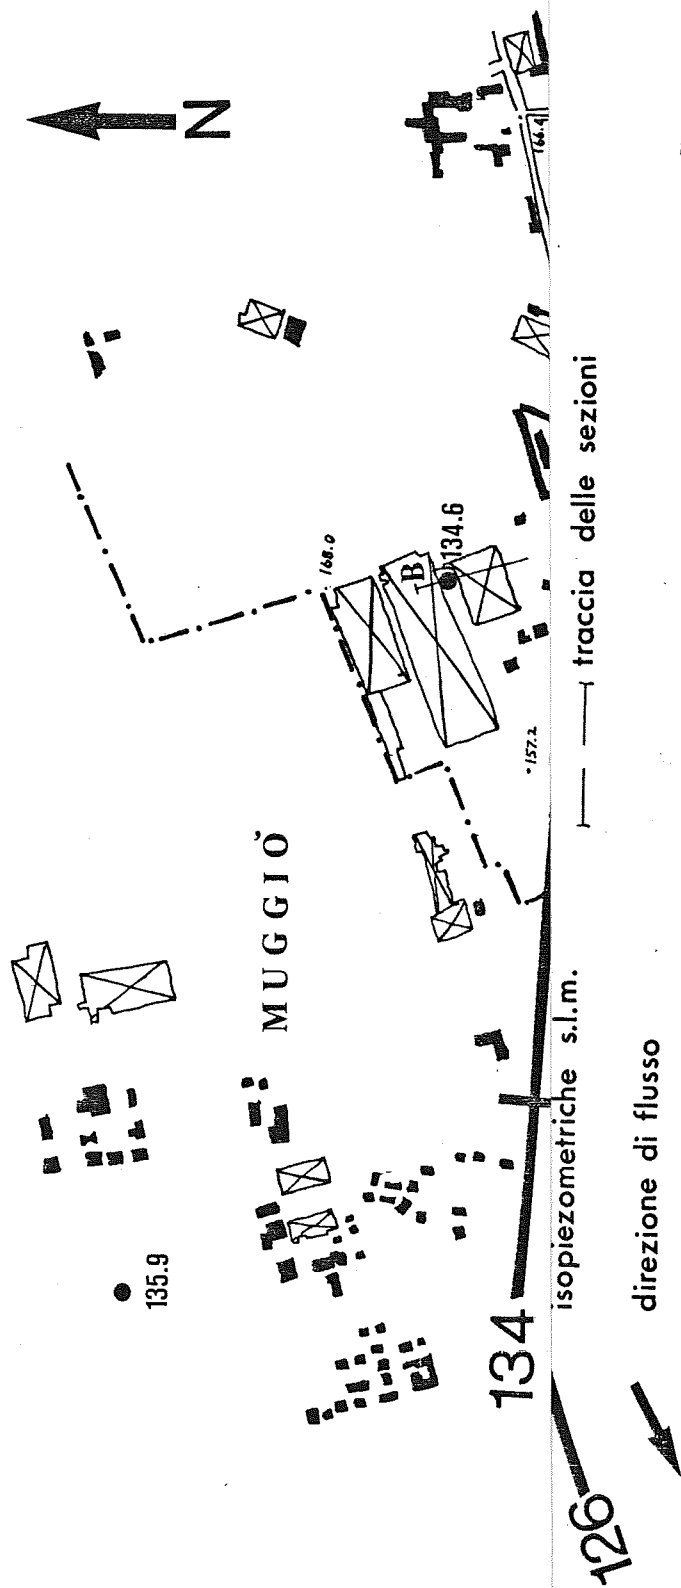 N
166.4
168.0
B
134.6
157.2
MUGGIÒ
135.9
134
126
traccia delle sezioni
isopiezometriche s.l.m.
direzione di flusso